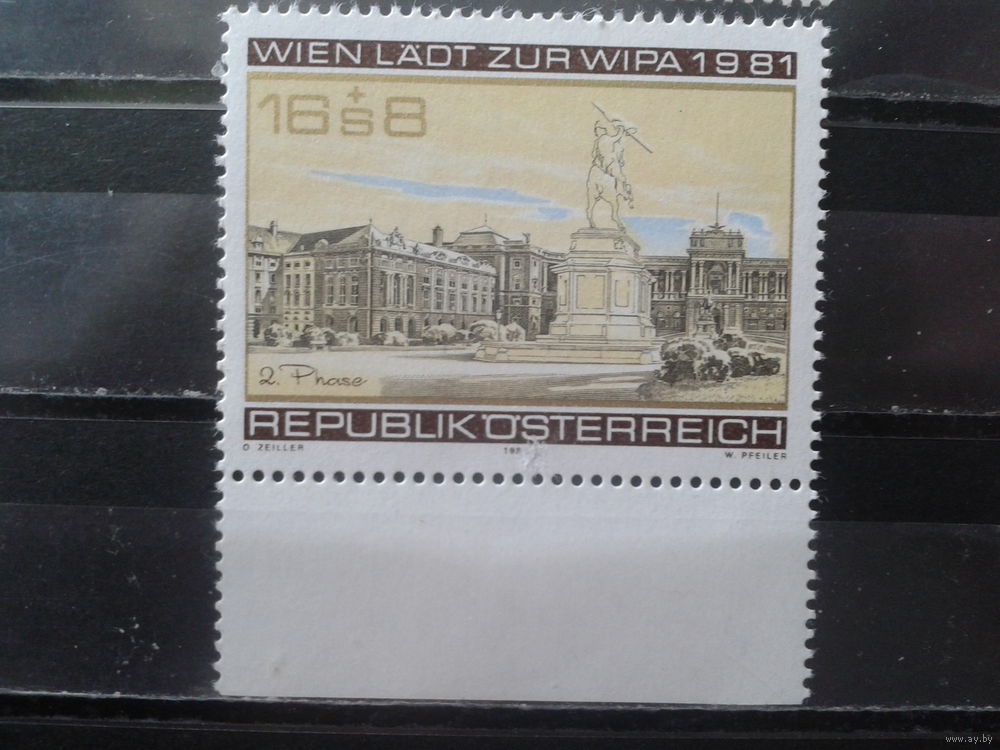 WIEN LÄDT ZUR WIPA 1981
16+S8
2. Phase
REPUBLIK ÖSTERREICH
O ZEILLER
W. PFEILER
www.ay.by